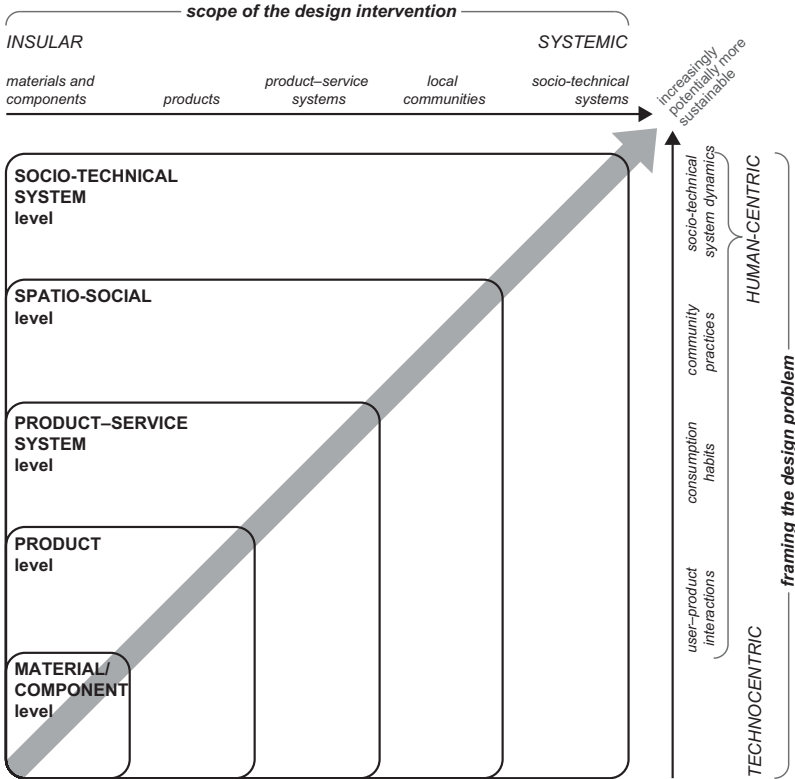 scope of the design intervention
INSULAR
SYSTEMIC
materials and
components
products
product–service
systems
local
communities
socio-technical
systems
increasingly
potentially more
sustainable
SOCIO-TECHNICAL
SYSTEM
level
SPATIO-SOCIAL
level
PRODUCT–SERVICE
SYSTEM
level
PRODUCT
level
MATERIAL/
COMPONENT
level
socio-technical
system dynamics
community
practices
consumption
habits
user–product
interactions
HUMAN-CENTRIC
TECHNOCENTRIC
framing the design problem